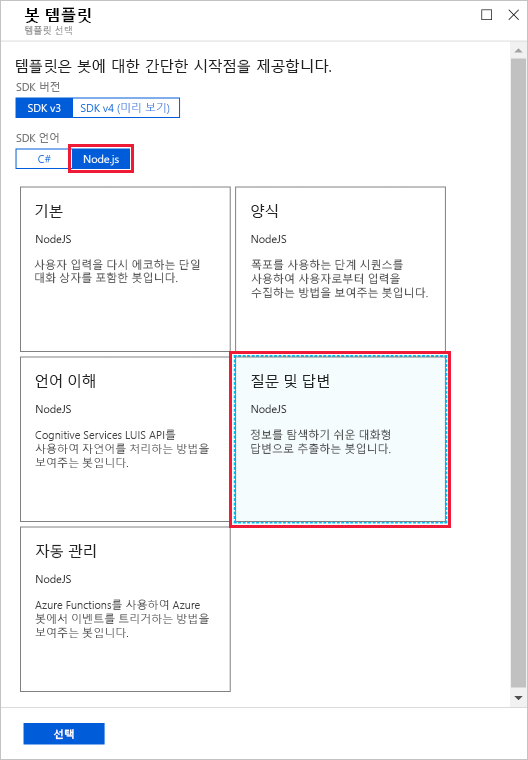 봇 템플릿
템플릿 선택
템플릿은 봇에 대한 간단한 시작점을 제공합니다.
SDK 버전
SDK v3
SDK v4 (미리 보기)
SDK 언어
C#
Node.js
기본
NodeJS
사용자 입력을 다시 에코하는 단일
대화 상자를 포함한 봇입니다.
양식
NodeJS
폭포를 사용하는 단계 시퀀스를
사용하여 사용자로부터 입력을
수집하는 방법을 보여주는 봇입니다.
언어 이해
NodeJS
Cognitive Services LUIS API를
사용하여 자연어를 처리하는 방법을
보여주는 봇입니다.
질문 및 답변
NodeJS
정보를 탐색하기 쉬운 대화형
답변으로 추출하는 봇입니다.
자동 관리
NodeJS
Azure Functions를 사용하여 Azure
봇에서 이벤트를 트리거하는 방법을
보여주는 봇입니다.
선택